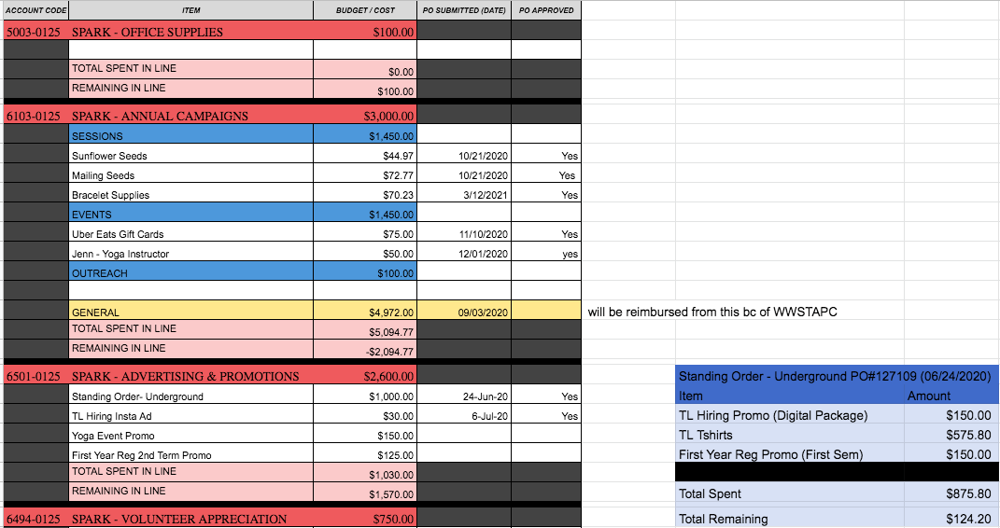 ACCOUNT CODE ITEM BUDGET / COST PO SUBMITTED (DATE) PO APPROVED
5003-0125 SPARK - OFFICE SUPPLIES $100.00
TOTAL SPENT IN LINE $0.00
REMAINING IN LINE $100.00
6103-0125 SPARK - ANNUAL CAMPAIGNS $3,000.00
SESSIONS $1,450.00
Sunflower Seeds $44.97 10/21/2020 Yes
Mailing Seeds $72.77 10/21/2020 Yes
Bracelet Supplies $70.23 3/12/2021 Yes
EVENTS $1,450.00
Uber Eats Gift Cards $75.00 11/10/2020 Yes
Jenn - Yoga Instructor $50.00 12/01/2020 yes
OUTREACH $100.00
GENERAL $4,972.00 09/03/2020 will be reimbursed from this bc of WWSTAPC
TOTAL SPENT IN LINE $5,094.77
REMAINING IN LINE -$2,094.77
6501-0125 SPARK - ADVERTISING & PROMOTIONS $2,600.00
Standing Order- Underground $1,000.00 24-Jun-20 Yes
TL Hiring Insta Ad $30.00 6-Jul-20 Yes
Yoga Event Promo $150.00
First Year Reg 2nd Term Promo $125.00
TOTAL SPENT IN LINE $1,030.00
REMAINING IN LINE $1,570.00
6494-0125 SPARK - VOLUNTEER APPRECIATION $750.00
Standing Order - Underground PO#127109 (06/24/2020)
Item Amount
TL Hiring Promo (Digital Package) $150.00
TL Tshirts $575.80
First Year Reg Promo (First Sem) $150.00
Total Spent $875.80
Total Remaining $124.20